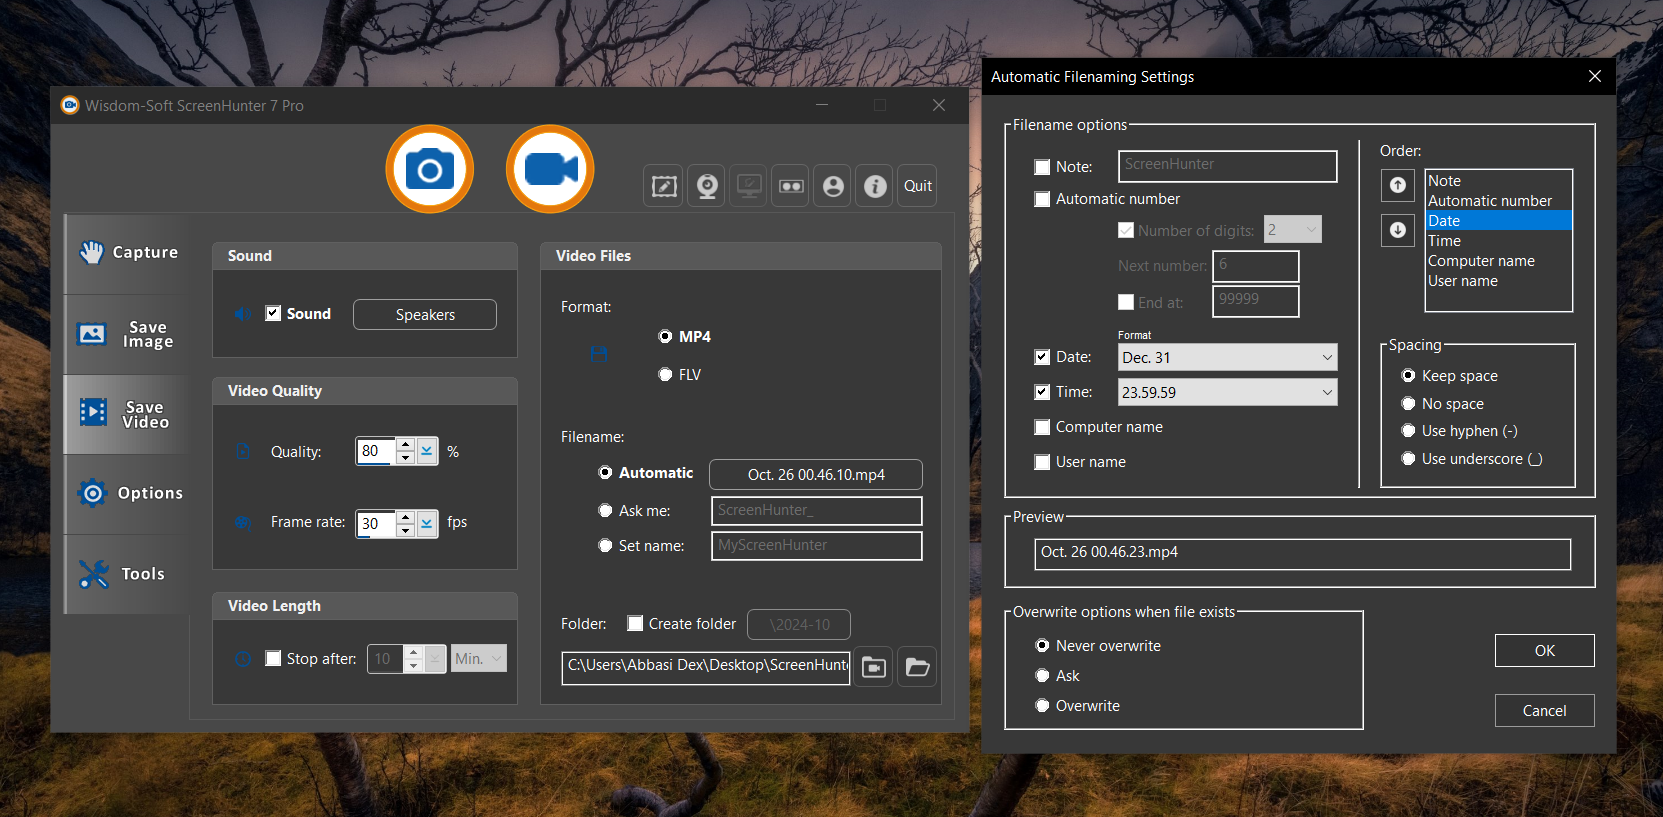 Wisdom-Soft ScreenHunter 7 Pro
Quit
Capture
Save
Image
Save
Video
Options
Tools
Sound
Sound
Speakers
Video Quality
Quality:
80
%
Frame rate:
30
fps
Video Length
Stop after:
10
Min.
Video Files
Format:
MP4
FLV
Filename:
Automatic
Oct. 26 00.46.10.mp4
Ask me:
ScreenHunter_
Set name:
MyScreenHunter
Folder:
Create folder
\2024-10
C:\Users\Abbasi Dex\Desktop\ScreenHunt
Automatic Filenaming Settings
Filename options
Note:
ScreenHunter
Automatic number
Number of digits:
2
Next number:
6
End at:
99999
Format
Date:
Dec. 31
Time:
23.59.59
Computer name
User name
Order:
Note
Automatic number
Date
Time
Computer name
User name
Spacing
Keep space
No space
Use hyphen (-)
Use underscore (_)
Preview
Oct. 26 00.46.23.mp4
Overwrite options when file exists
Never overwrite
Ask
Overwrite
OK
Cancel